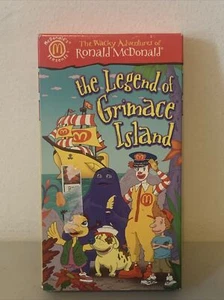 The Wacky Adventures of
Ronald McDonald
the Legend of
Grimace
Island